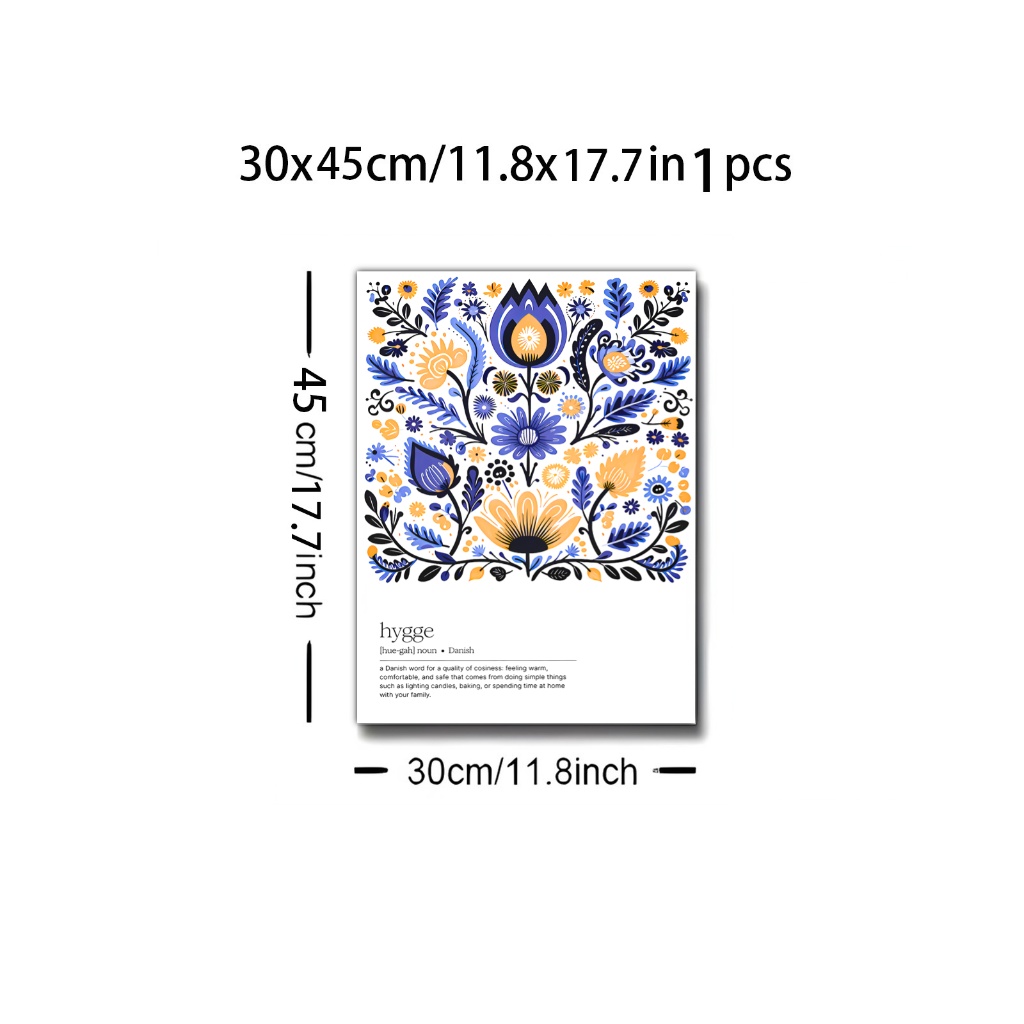 30x45cm/11.8x17.7in 1 pcs
45 cm/17.7inch
hygge
[hue-gah] noun • Danish
a Danish word for a quality of cosiness: feeling warm,
comfortable, and safe that comes from doing simple things
such as lighting candles, baking, or spending time at home
with your family.
30cm/11.8inch